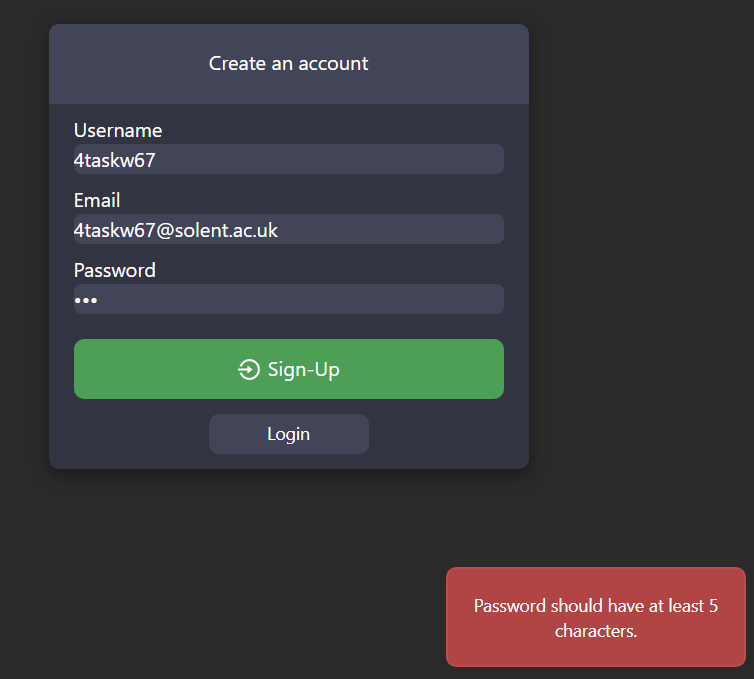 Create an account
Username
4taskw67
Email
4taskw67@solent.ac.uk
Password
•••
Sign-Up
Login
Password should have at least 5
characters.